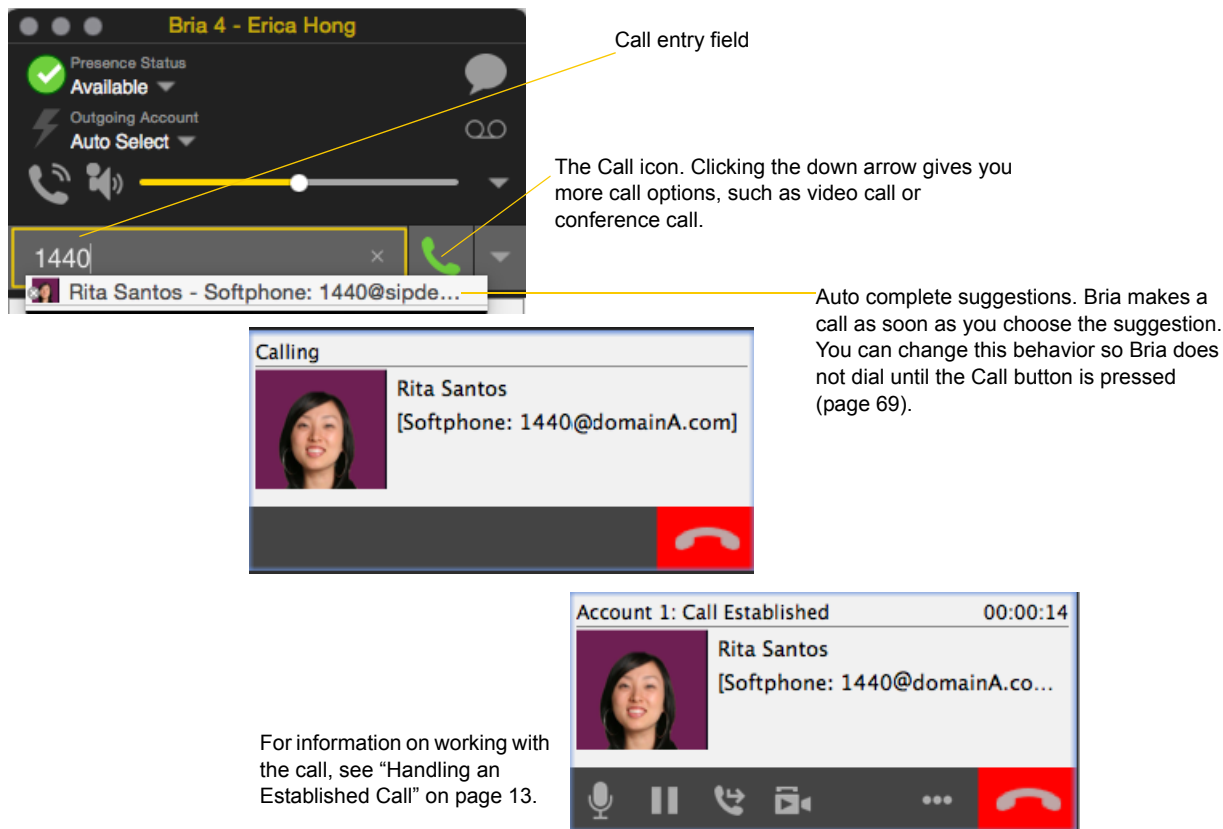 Bria 4 - Erica Hong
Presence Status
Available
Outgoing Account
Auto Select
1440
Rita Santos - Softphone: 1440@sipde...
Call entry field
The Call icon. Clicking the down arrow gives you
more call options, such as video call or
conference call.
Auto complete suggestions. Bria makes a
call as soon as you choose the suggestion.
You can change this behavior so Bria does
not dial until the Call button is pressed
(page 69).
Calling
Rita Santos
[Softphone: 1440@domainA.com]
Account 1: Call Established 00:00:14
Rita Santos
[Softphone: 1440@domainA.co...
For information on working with
the call, see “Handling an
Established Call” on page 13.